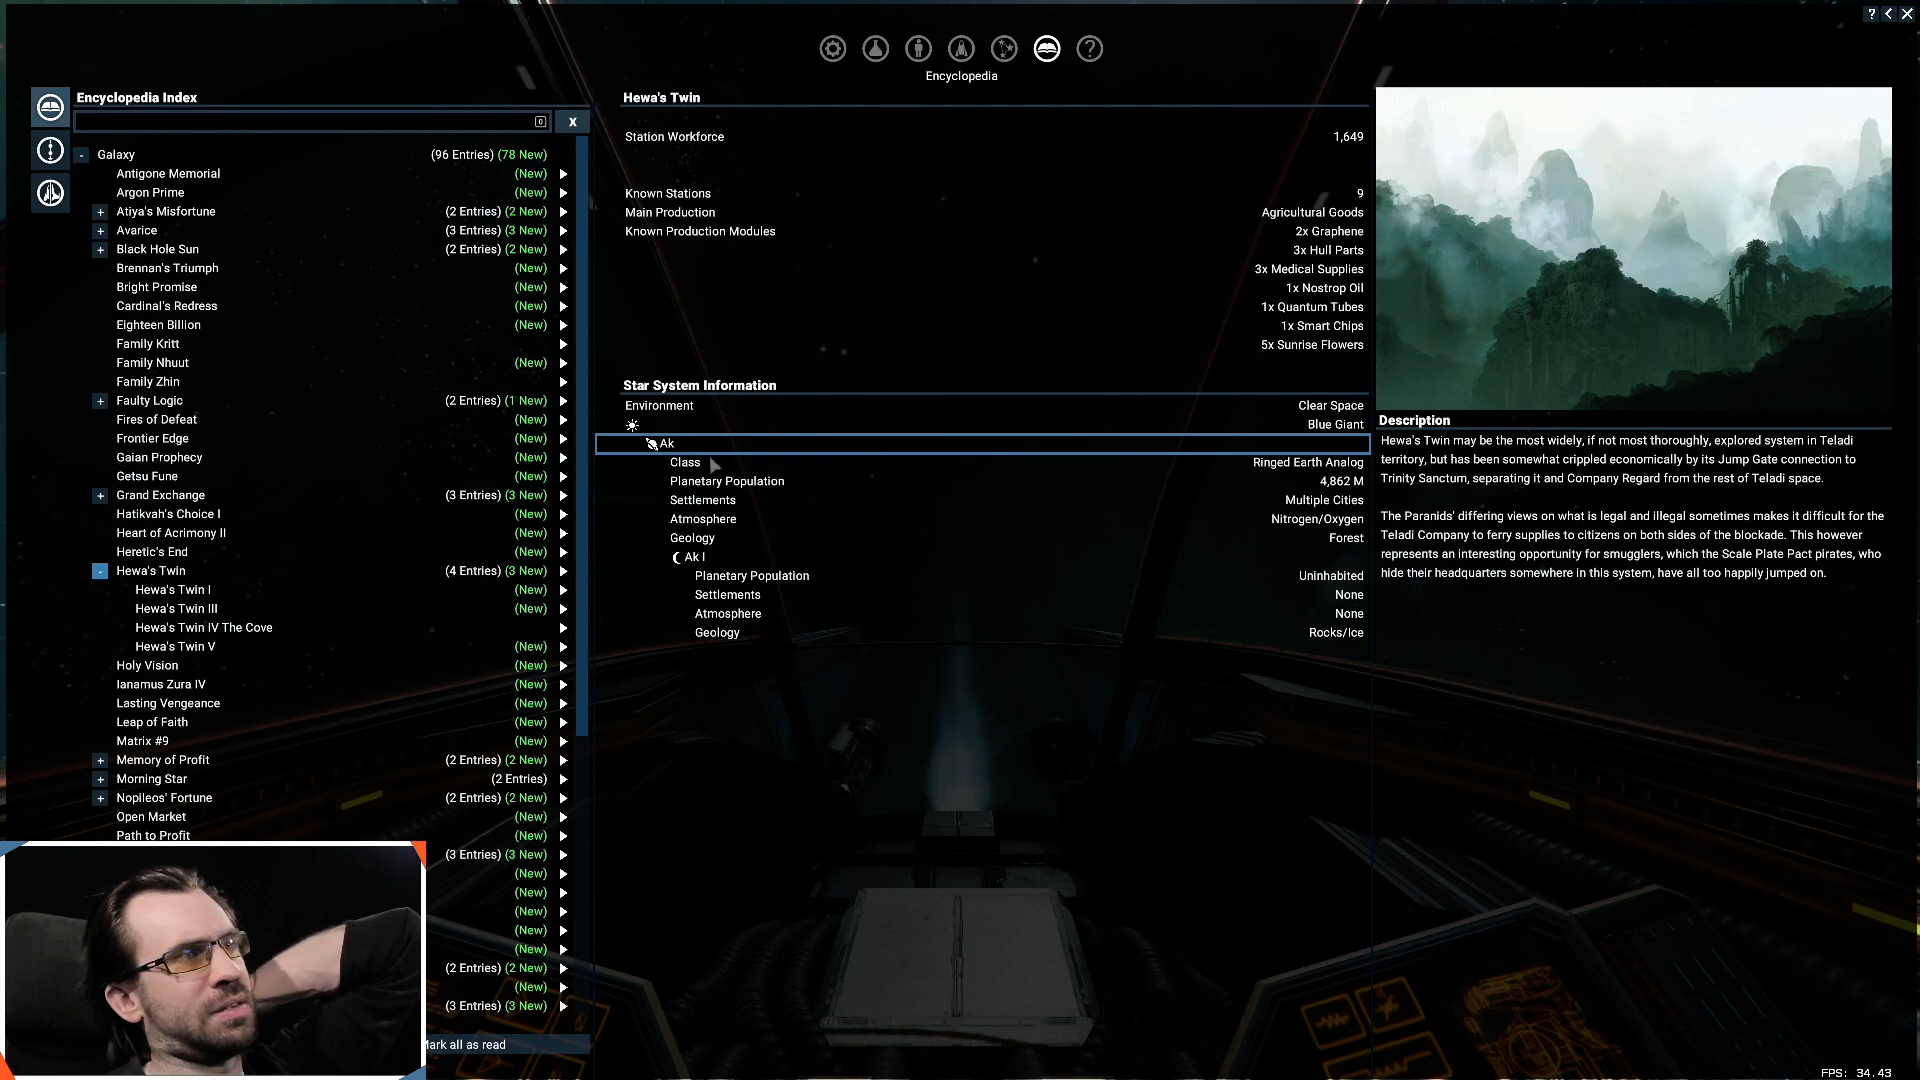 ? < X
Encyclopedia
Encyclopedia Index
0 X
- Galaxy (96 Entries) (78 New)
Antigone Memorial (New)
Argon Prime (New)
+ Atiya's Misfortune (2 Entries) (2 New)
+ Avarice (3 Entries) (3 New)
+ Black Hole Sun (2 Entries) (2 New)
Brennan's Triumph (New)
Bright Promise (New)
Cardinal's Redress (New)
Eighteen Billion (New)
Family Kritt
Family Nhuut (New)
Family Zhin
+ Faulty Logic (2 Entries) (1 New)
Fires of Defeat (New)
Frontier Edge (New)
Gaian Prophecy (New)
Getsu Fune (New)
+ Grand Exchange (3 Entries) (3 New)
Hatikvah's Choice I (New)
Heart of Acrimony II (New)
Heretic's End (New)
- Hewa's Twin (4 Entries) (3 New)
Hewa's Twin I (New)
Hewa's Twin III (New)
Hewa's Twin IV The Cove
Hewa's Twin V (New)
Holy Vision (New)
Ianamus Zura IV (New)
Lasting Vengeance (New)
Leap of Faith (New)
Matrix #9 (New)
+ Memory of Profit (2 Entries) (2 New)
+ Morning Star (2 Entries)
+ Nopileos' Fortune (2 Entries) (2 New)
Open Market (New)
Path to Profit (New)
(3 Entries) (3 New)
(New)
(New)
(New)
(New)
(New)
(2 Entries) (2 New)
(New)
(3 Entries) (3 New)
Mark all as read
Hewa's Twin
Station Workforce 1,649
Known Stations 9
Main Production Agricultural Goods
Known Production Modules 2x Graphene
3x Hull Parts
3x Medical Supplies
1x Nostrop Oil
1x Quantum Tubes
1x Smart Chips
5x Sunrise Flowers
Star System Information
Environment Clear Space
Blue Giant
Ak
Class Ringed Earth Analog
Planetary Population 4,862 M
Settlements Multiple Cities
Atmosphere Nitrogen/Oxygen
Geology Forest
Ak I
Planetary Population Uninhabited
Settlements None
Atmosphere None
Geology Rocks/Ice
Description
Hewa's Twin may be the most widely, if not most thoroughly, explored system in Teladi
territory, but has been somewhat crippled economically by its Jump Gate connection to
Trinity Sanctum, separating it and Company Regard from the rest of Teladi space.
The Paranids' differing views on what is legal and illegal sometimes makes it difficult for the
Teladi Company to ferry supplies to citizens on both sides of the blockade. This however
represents an interesting opportunity for smugglers, which the Scale Plate Pact pirates, who
hide their headquarters somewhere in this system, have all too happily jumped on.
FPS: 34.43